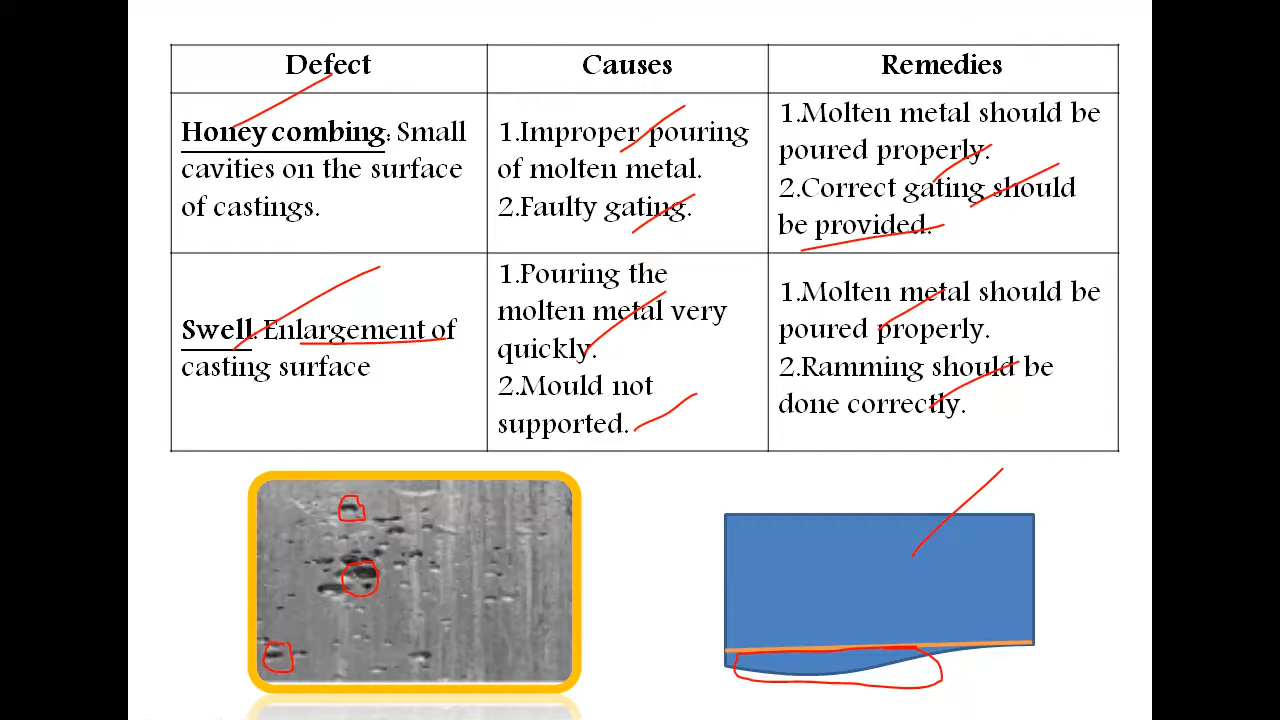 Defect
Causes
Remedies
Honey combing: Small
cavities on the surface
of castings.
1.Improper pouring
of molten metal.
2.Faulty gating.
1.Molten metal should be
poured properly.
2.Correct gating should
be provided.
Swell: Enlargement of
casting surface
1.Pouring the
molten metal very
quickly.
2.Mould not
supported.
1.Molten metal should be
poured properly.
2.Ramming should be
done correctly.